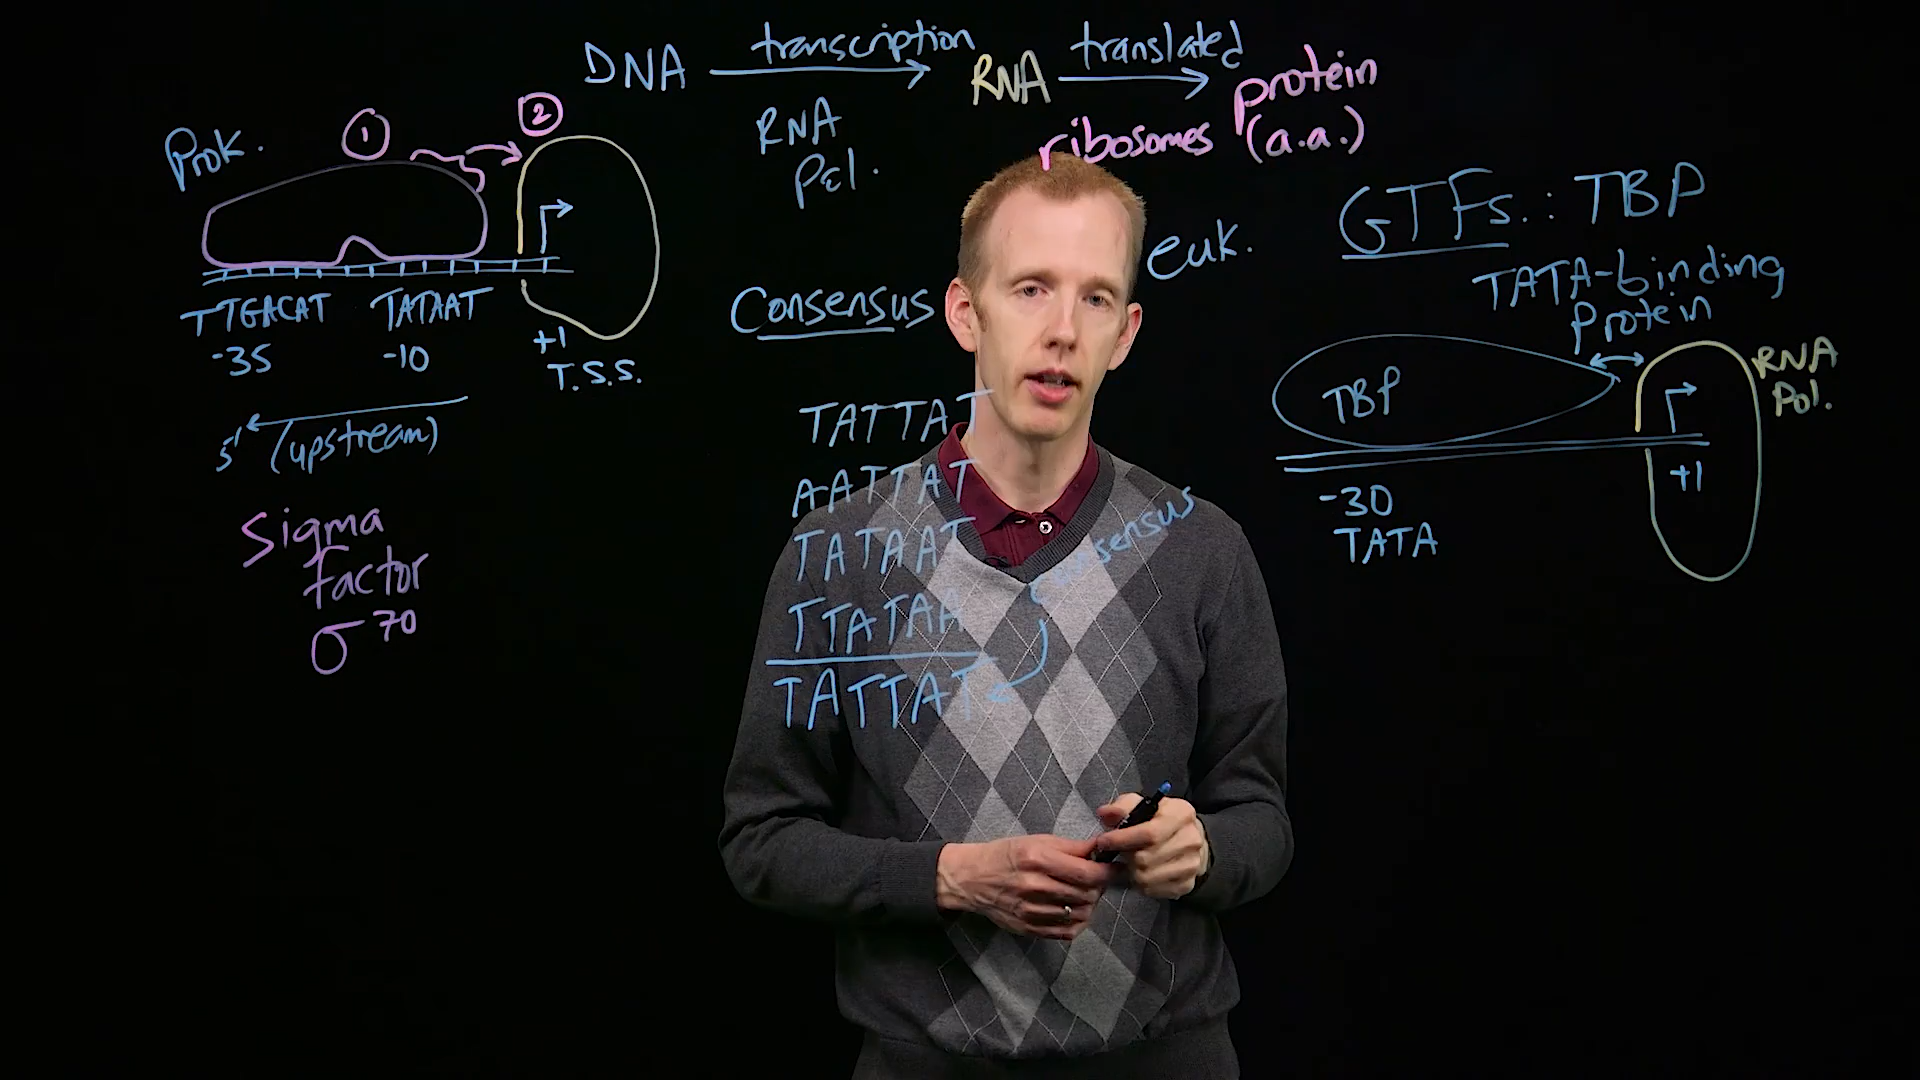 DNA transcription RNA translated protein
RNA Pol.
ribosomes (a.a.)
Prok.
1
2
TTGACAT TATAAT
-35 -10 +1
T.S.S.
5' (upstream)
Sigma
factor
σ70
Consensus
TATTAT
AATTAT
TATAAT
TTATAA
TATTAT
consensus
euk.
GTFs.: TBP
TATA-binding
Protein
TBP
RNA
Pol.
+1
-30
TATA